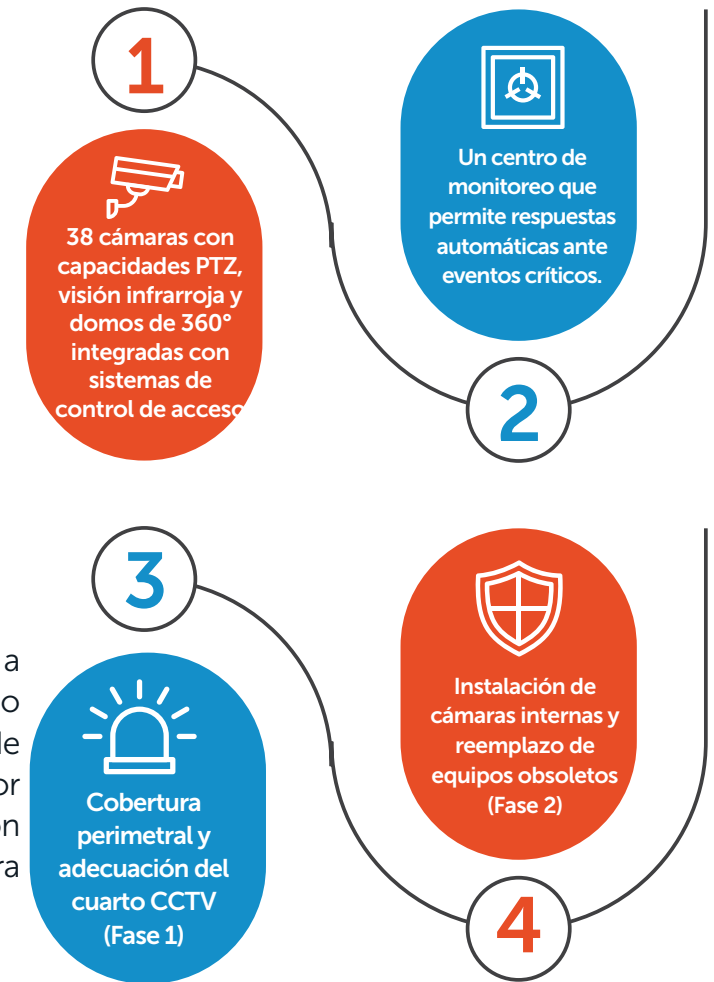 1
38 cámaras con
capacidades PTZ,
visión infrarroja y
domos de 360°
integradas con
sistemas de
control de acceso
Un centro de
monitoreo que
permite respuestas
automáticas ante
eventos críticos.
2
3
Cobertura
perimetral y
adecuación del
cuarto CCTV
(Fase 1)
Instalación de
cámaras internas y
reemplazo de
equipos obsoletos
(Fase 2)
4
a